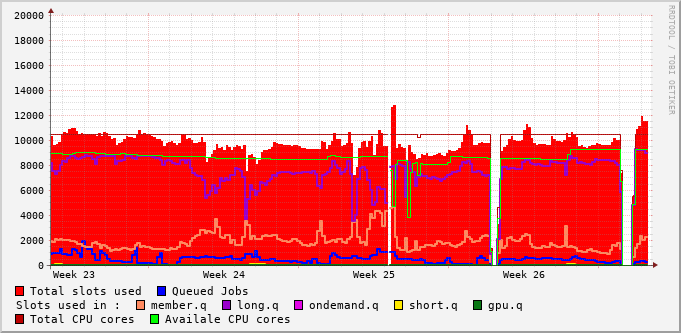 20000
18000
16000
14000
12000
10000
8000
6000
4000
2000
0
RRDTOOL / TOBI OETIKER
Week 23 Week 24 Week 25 Week 26
Total slots used Queued Jobs
Slots used in : member.q long.q ondemand.q short.q gpu.q
Total CPU cores Availale CPU cores